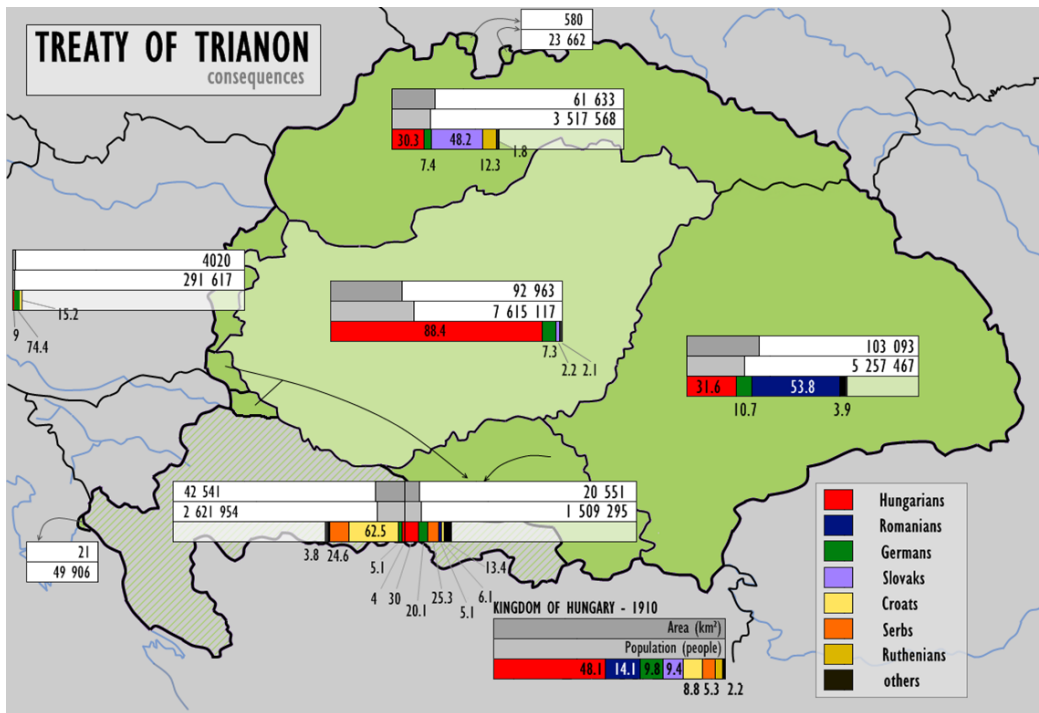 TREATY OF TRIANON
consequences
580
23 662
61 633
3 517 568
30.3
48.2
7.4
12.3
1.8
4020
291 617
15.2
9
74.4
92 963
7 615 117
88.4
7.3
2.2
2.1
103 093
5 257 467
31.6
53.8
10.7
3.9
42 541
20 551
2 621 954
1 509 295
62.5
3.8
24.6
5.1
4
30
20.1
25.3
5.1
6.1
13.4
21
49 906
KINGDOM OF HUNGARY - 1910
Area (km²)
Population (people)
48.1
14.1
9.8
9.4
8.8
5.3
2.2
Hungarians
Romanians
Germans
Slovaks
Croats
Serbs
Ruthenians
others